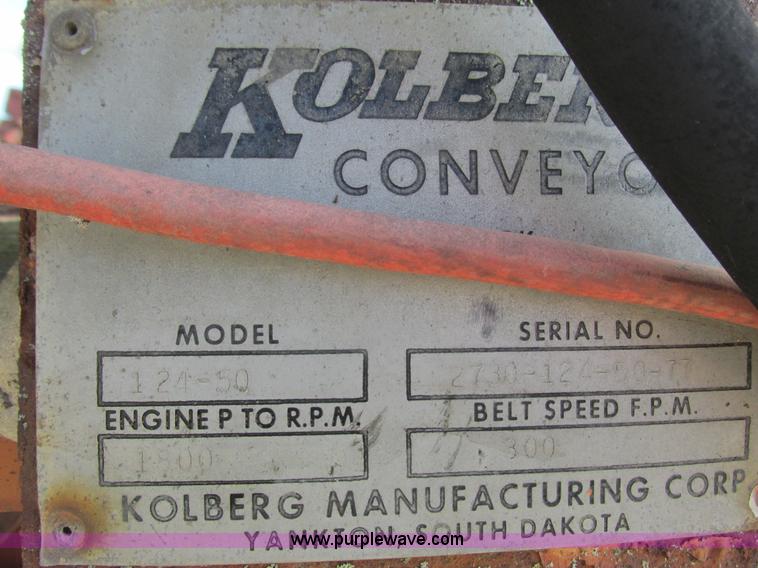 KOLBER
CONVEYO
MODEL
124-50
SERIAL NO.
2730-124-50-77
ENGINE P TO R.P.M.
1800
BELT SPEED F.P.M.
300
KOLBERG MANUFACTURING CORP
YANKTON, SOUTH DAKOTA
www.purplewave.com